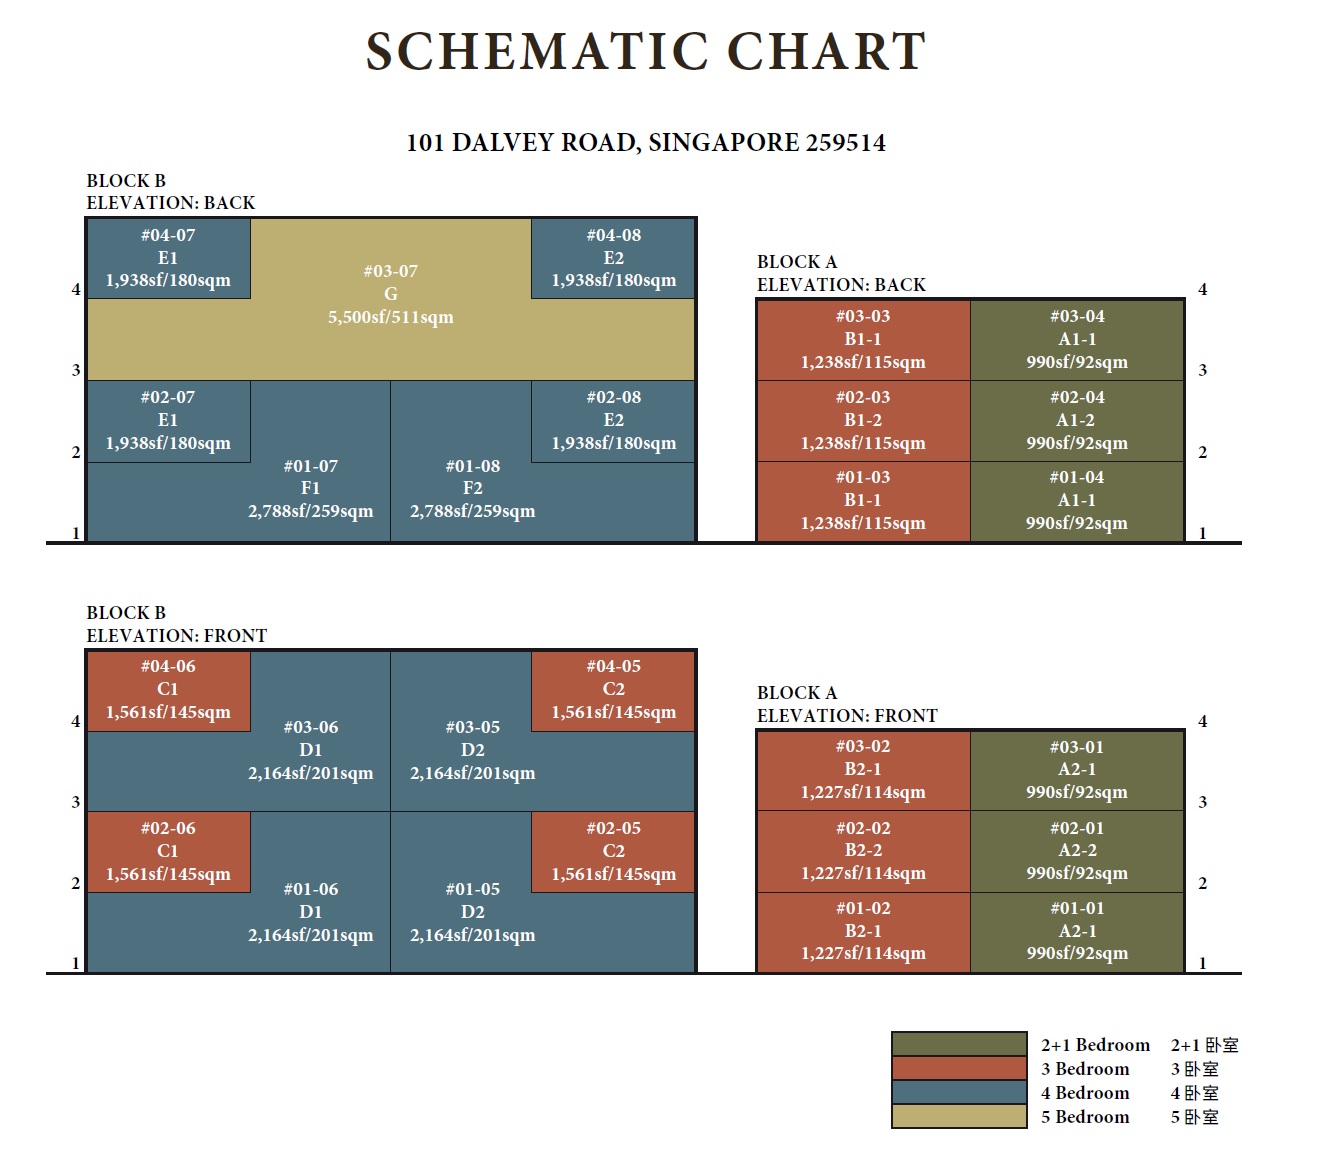 SCHEMATIC CHART
101 DALVEY ROAD, SINGAPORE 259514
BLOCK B
ELEVATION: BACK
#04-07
E1
1,938sf/180sqm
#03-07
G
5,500sf/511sqm
#04-08
E2
1,938sf/180sqm
#02-07
E1
1,938sf/180sqm
#01-07
F1
2,788sf/259sqm
#01-08
F2
2,788sf/259sqm
#02-08
E2
1,938sf/180sqm
4
3
2
1
BLOCK A
ELEVATION: BACK
#03-03
B1-1
1,238sf/115sqm
#03-04
A1-1
990sf/92sqm
#02-03
B1-2
1,238sf/115sqm
#02-04
A1-2
990sf/92sqm
#01-03
B1-1
1,238sf/115sqm
#01-04
A1-1
990sf/92sqm
4
3
2
1
BLOCK B
ELEVATION: FRONT
#04-06
C1
1,561sf/145sqm
#03-06
D1
2,164sf/201sqm
#03-05
D2
2,164sf/201sqm
#04-05
C2
1,561sf/145sqm
#02-06
C1
1,561sf/145sqm
#01-06
D1
2,164sf/201sqm
#01-05
D2
2,164sf/201sqm
#02-05
C2
1,561sf/145sqm
4
3
2
1
BLOCK A
ELEVATION: FRONT
#03-02
B2-1
1,227sf/114sqm
#03-01
A2-1
990sf/92sqm
#02-02
B2-2
1,227sf/114sqm
#02-01
A2-2
990sf/92sqm
#01-02
B2-1
1,227sf/114sqm
#01-01
A2-1
990sf/92sqm
4
3
2
1
2+1 Bedroom 2+1 卧室
3 Bedroom 3 卧室
4 Bedroom 4 卧室
5 Bedroom 5 卧室